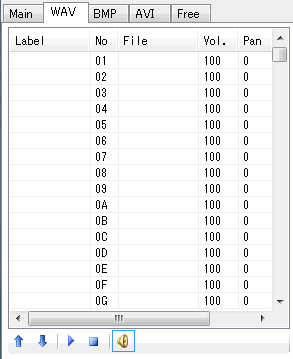 Main WAV BMP AVI Free
Label No File Vol. Pan
01 100 0
02 100 0
03 100 0
04 100 0
05 100 0
06 100 0
07 100 0
08 100 0
09 100 0
0A 100 0
0B 100 0
0C 100 0
0D 100 0
0E 100 0
0F 100 0
0G 100 0